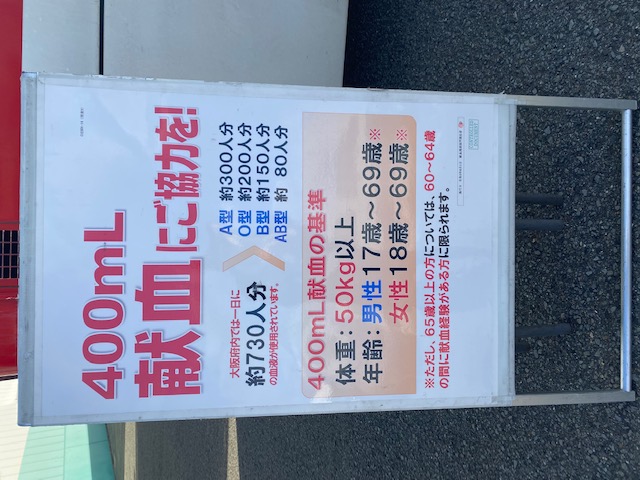 400mL
献血にご協力を!
大阪府内では一日に
約730人分
の血液が使用されています。
A型 約300人分
O型 約200人分
B型 約150人分
AB型 約 80人分
400mL献血の基準
体重:50kg以上
年齢:男性17歳～69歳※
女性18歳～69歳※
※ただし、65歳以上の方については、60～64歳
の間に献血経験がある方に限られます。